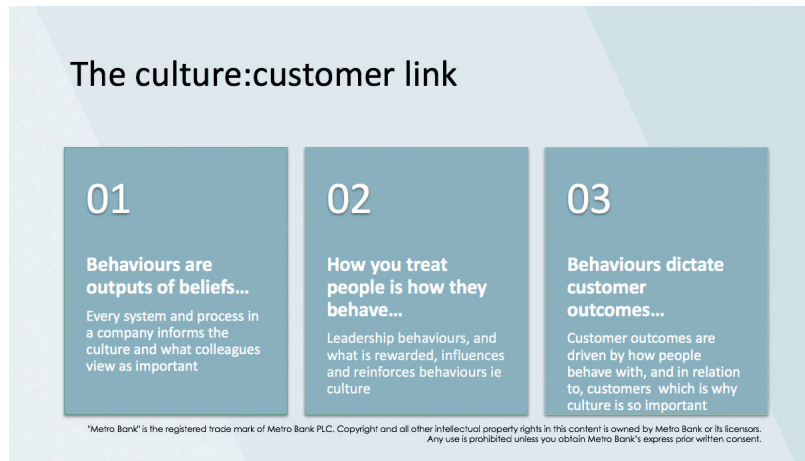 The culture:customer link
01
Behaviours are
outputs of beliefs...
Every system and process in
a company informs the
culture and what colleagues
view as important
02
How you treat
people is how they
behave...
Leadership behaviours, and
what is rewarded, influences
and reinforces behaviours ie
culture
03
Behaviours dictate
customer
outcomes...
Customer outcomes are
driven by how people
behave with, and in relation
to, customers  which is why
culture is so important
"Metro Bank" is the registered trade mark of Metro Bank PLC. Copyright and all other intellectual property rights in this content is owned by Metro Bank or its licensors.
Any use is prohibited unless you obtain Metro Bank's express prior written consent.